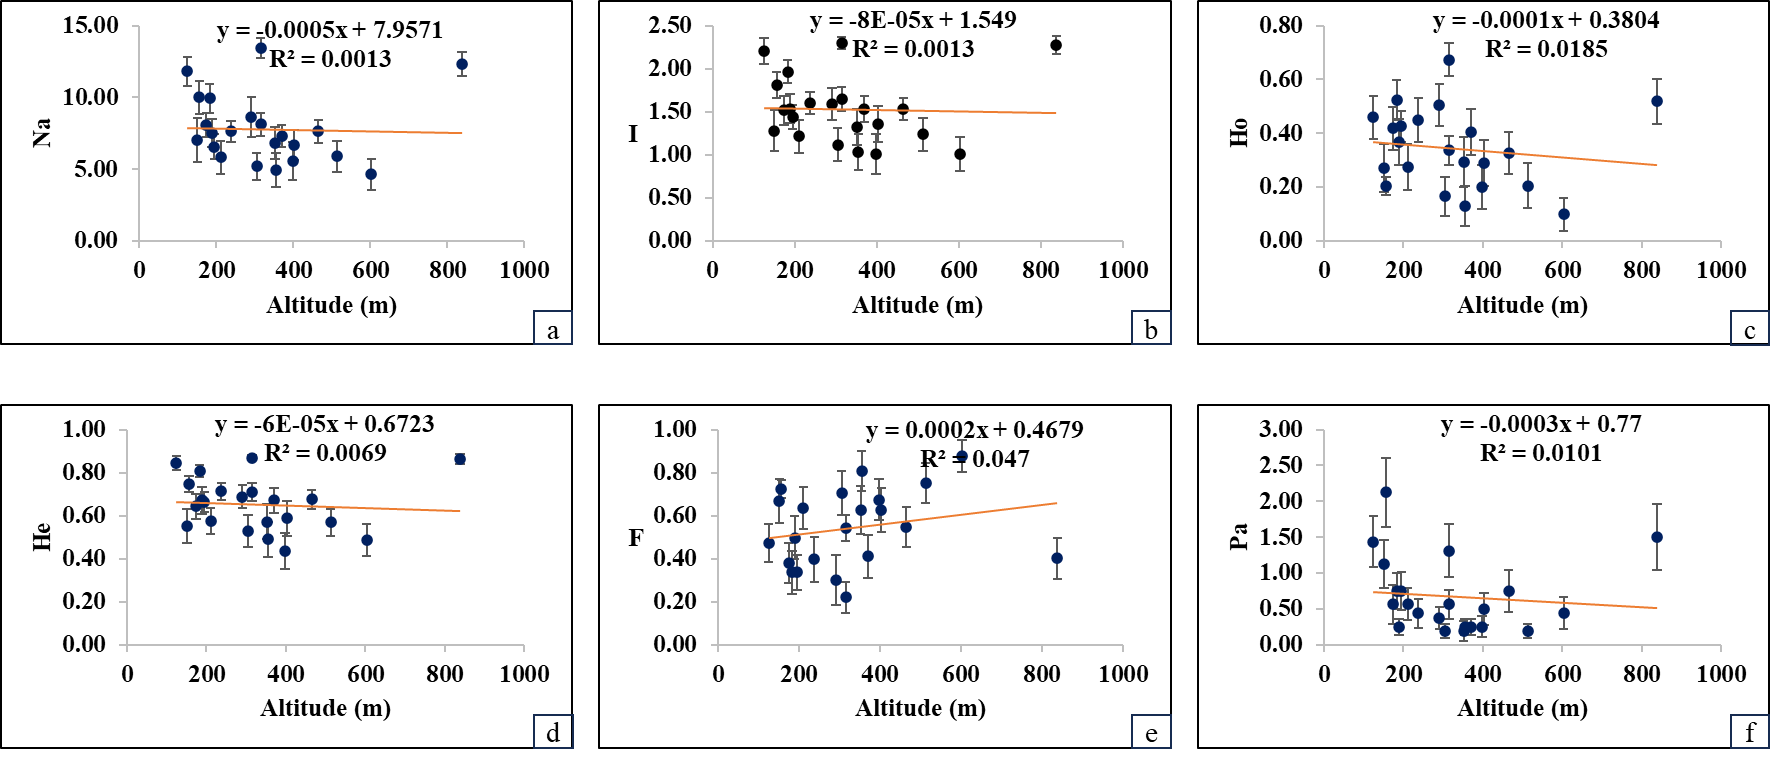 y = -0.0005x + 7.9571
R² = 0.0013
15.00
10.00
5.00
0.00
Na
0 200 400 600 800 1000
Altitude (m)
a
y = -8E-05x + 1.549
R² = 0.0013
2.50
2.00
1.50
1.00
0.50
0.00
I
0 200 400 600 800 1000
Altitude (m)
b
y = -0.0001x + 0.3804
R² = 0.0185
0.80
0.60
0.40
0.20
0.00
Ho
0 200 400 600 800 1000
Altitude (m)
c
y = -6E-05x + 0.6723
R² = 0.0069
1.00
0.80
0.60
0.40
0.20
0.00
He
0 200 400 600 800 1000
Altitude (m)
d
y = 0.0002x + 0.4679
R² = 0.047
1.00
0.80
0.60
0.40
0.20
0.00
F
0 200 400 600 800 1000
Altitude (m)
e
y = -0.0003x + 0.77
R² = 0.0101
3.00
2.50
2.00
1.50
1.00
0.50
0.00
Pa
0 200 400 600 800 1000
Altitude (m)
f